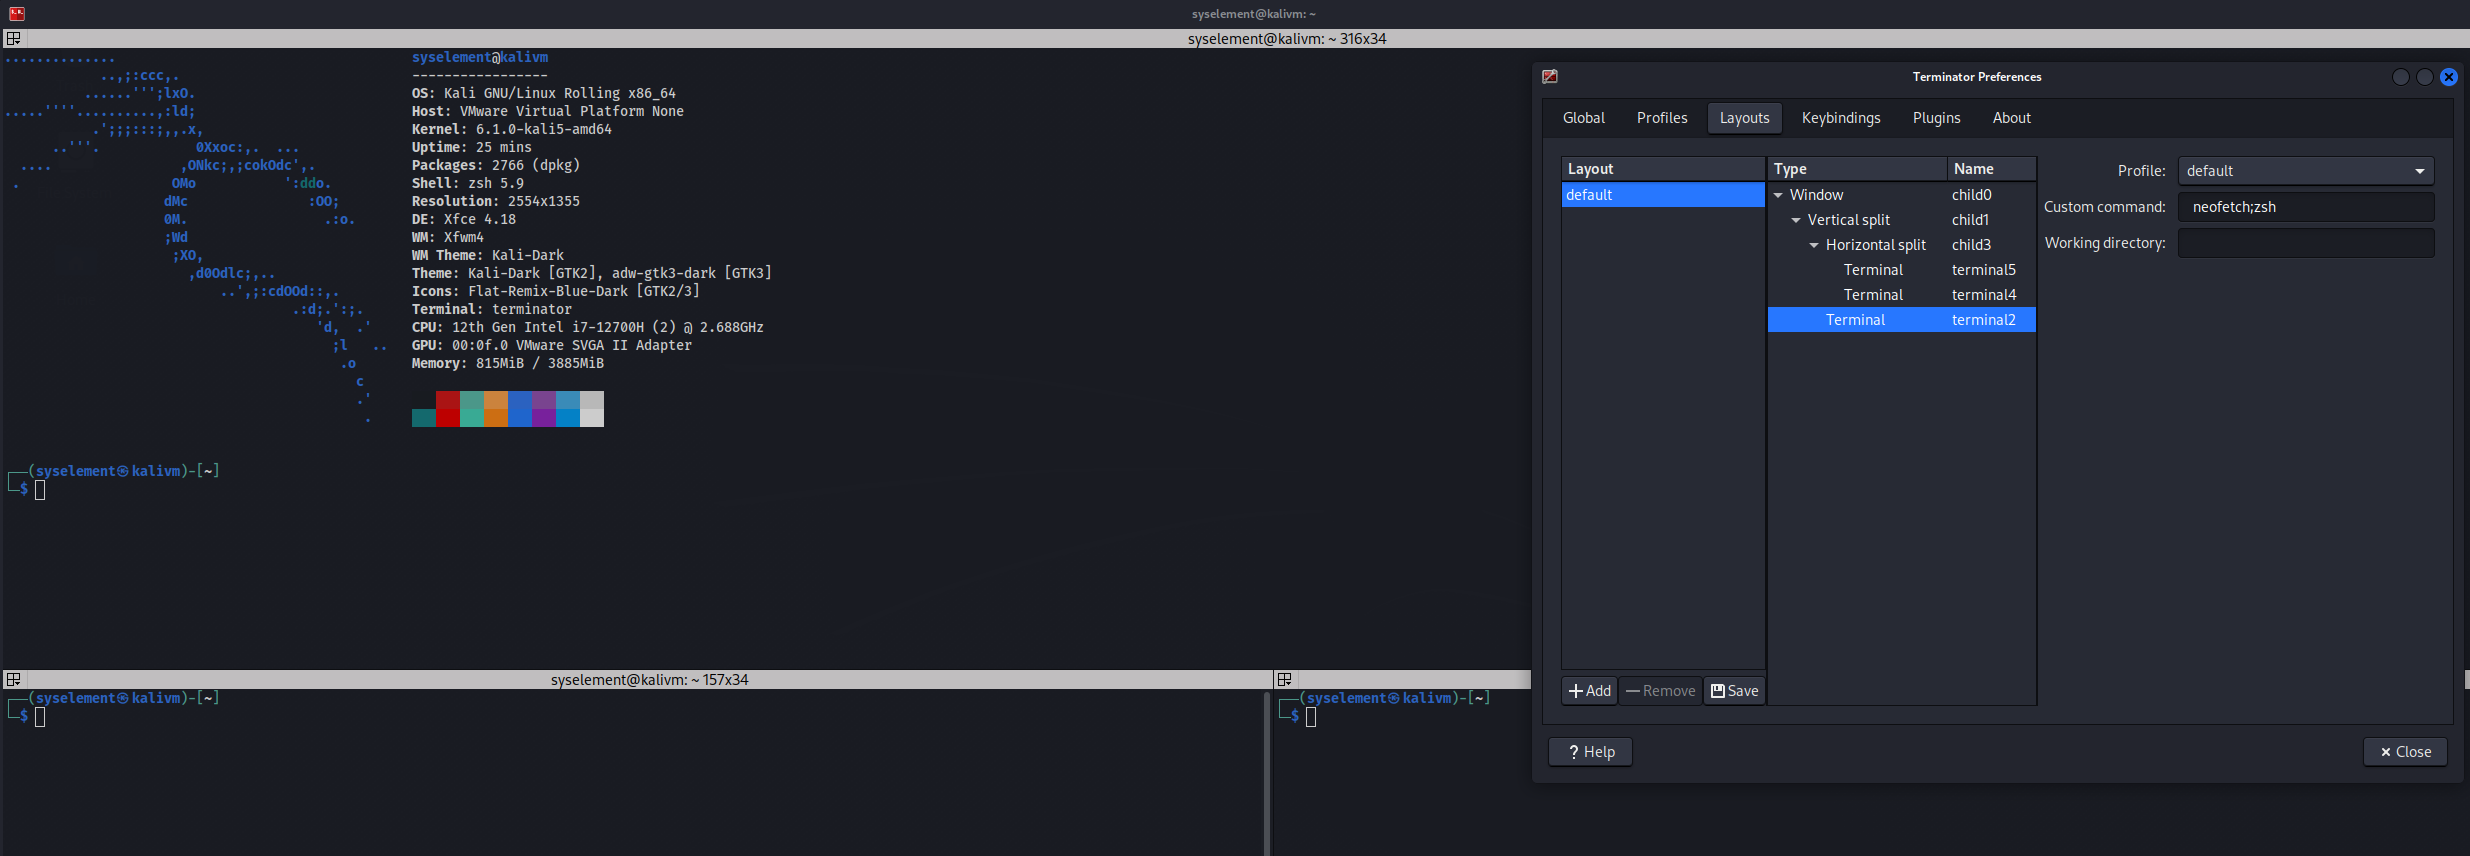 syselement@kalivm: ~
syselement@kalivm: ~ 316x34
..............
..,;:ccc,.
......''';lxO.
.....''''..........,:ld;
.';;;:::;,,.x,
..'''.            0Xxoc:,.  ...
....                ,ONkc;,;cokOdc',.
.                   OMo           ':ddo.
dMc               :OO;
0M.                 .:o.
;Wd
;XO,
,d0Odlc;,..
..',;:cdOOd::,.
.:d;.':;.
'd,  .'
;l   ..
.o
c
.'
.
syselement@kalivm
-----------------
OS: Kali GNU/Linux Rolling x86_64
Host: VMware Virtual Platform None
Kernel: 6.1.0-kali5-amd64
Uptime: 25 mins
Packages: 2766 (dpkg)
Shell: zsh 5.9
Resolution: 2554x1355
DE: Xfce 4.18
WM: Xfwm4
WM Theme: Kali-Dark
Theme: Kali-Dark [GTK2], adw-gtk3-dark [GTK3]
Icons: Flat-Remix-Blue-Dark [GTK2/3]
Terminal: terminator
CPU: 12th Gen Intel i7-12700H (2) @ 2.688GHz
GPU: 00:0f.0 VMware SVGA II Adapter
Memory: 815MiB / 3885MiB
┌──(syselement㉿kalivm)-[~]
└─$
syselement@kalivm: ~ 157x34
┌──(syselement㉿kalivm)-[~]
└─$
┌──(syselement㉿kalivm)-[~]
└─$
Terminator Preferences
Global Profiles Layouts Keybindings Plugins About
Layout
default
Type Name
Window child0
Vertical split child1
Horizontal split child3
Terminal terminal5
Terminal terminal4
Terminal terminal2
Profile: default
Custom command: neofetch;zsh
Working directory:
Add Remove Save
? Help
Close